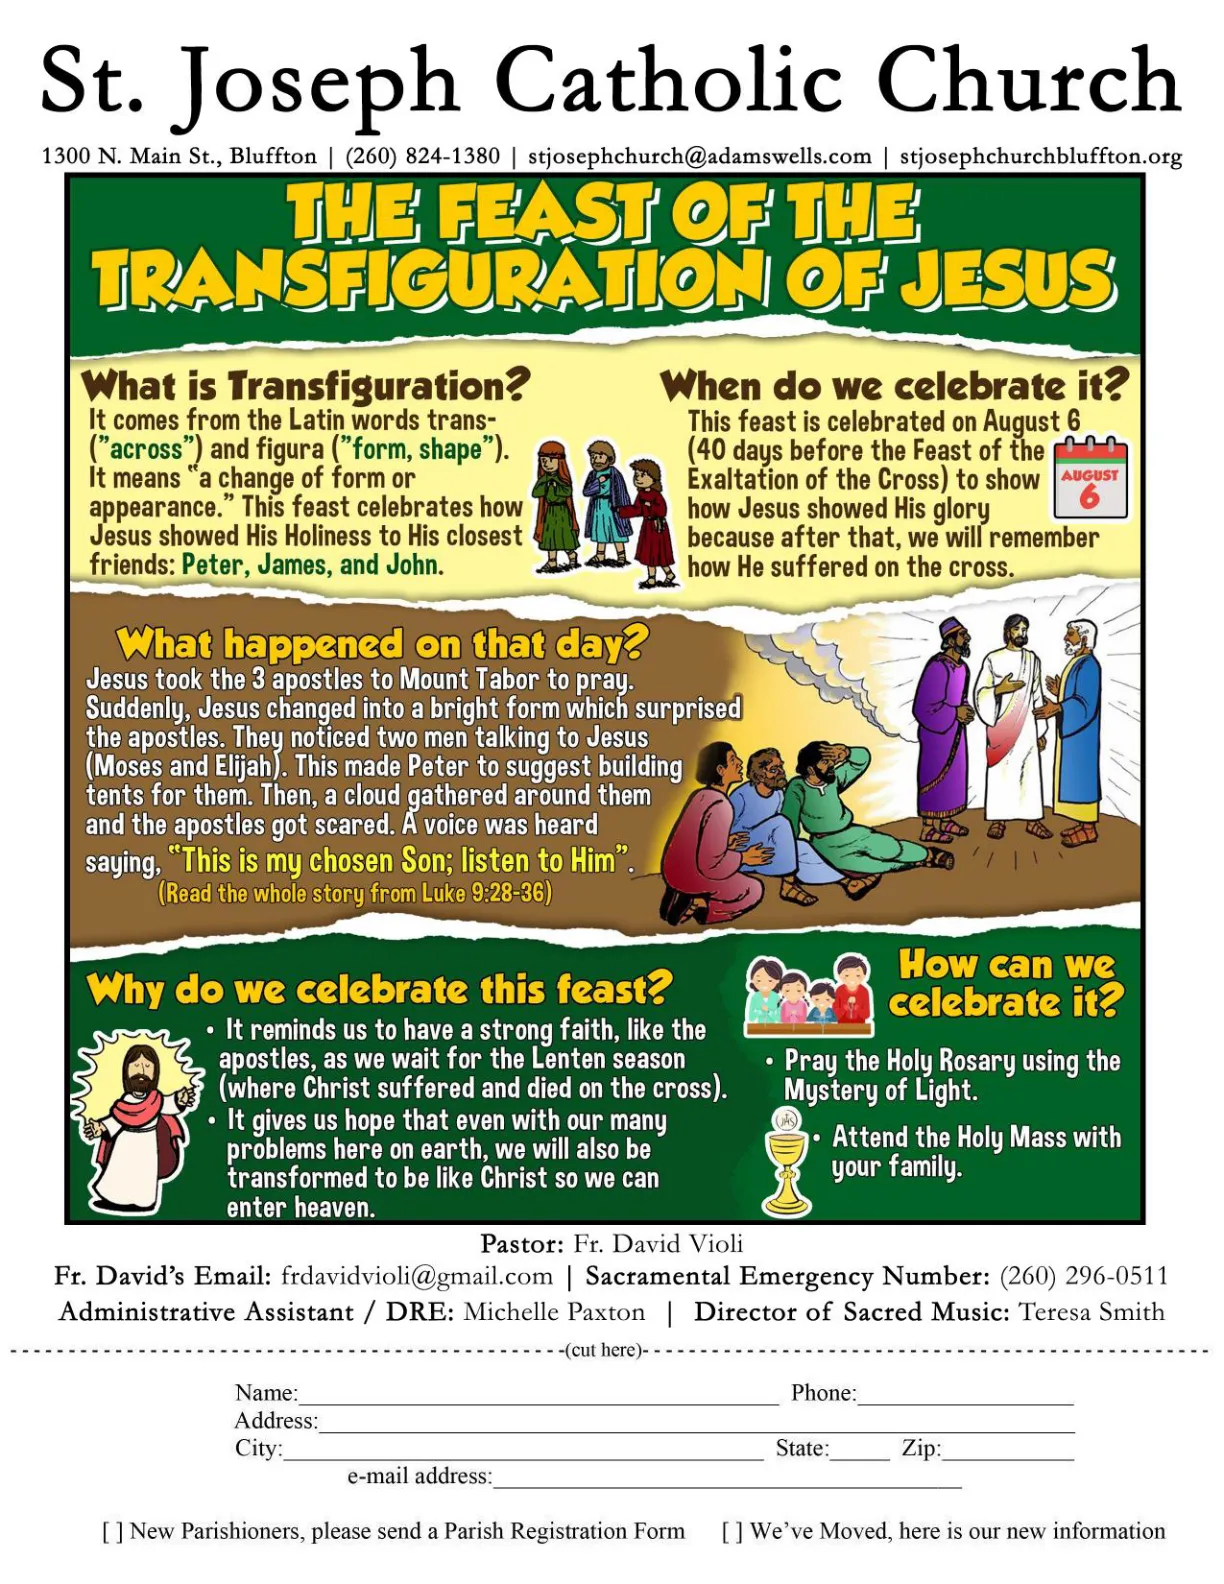 St. Joseph Catholic Church
1300 N. Main St., Bluffton | (260) 824-1380 | stjosephchurch@adamswells.com | stjosephchurchbluffton.org
THE FEAST OF THE
TRANSFIGURATION OF JESUS
What is Transfiguration?
It comes from the Latin words trans-
("across") and figura ("form, shape").
It means "a change of form or
appearance." This feast celebrates how
Jesus showed His Holiness to His closest
friends: Peter, James, and John.
When do we celebrate it?
This feast is celebrated on August 6
(40 days before the Feast of the
Exaltation of the Cross) to show
how Jesus showed His glory
because after that, we will remember
how He suffered on the cross.
AUGUST
6
What happened on that day?
Jesus took the 3 apostles to Mount Tabor to pray.
Suddenly, Jesus changed into a bright form which surprised
the apostles. They noticed two men talking to Jesus
(Moses and Elijah). This made Peter to suggest building
tents for them. Then, a cloud gathered around them
and the apostles got scared. A voice was heard
saying, "This is my chosen Son; listen to Him".
(Read the whole story from Luke 9:28-36)
Why do we celebrate this feast?
• It reminds us to have a strong faith, like the
apostles, as we wait for the Lenten season
(where Christ suffered and died on the cross).
• It gives us hope that even with our many
problems here on earth, we will also be
transformed to be like Christ so we can
enter heaven.
How can we
celebrate it?
• Pray the Holy Rosary using the
Mystery of Light.
IHS
• Attend the Holy Mass with
your family.
Pastor: Fr. David Violi
Fr. David's Email: frdavidvioli@gmail.com | Sacramental Emergency Number: (260) 296-0511
Administrative Assistant / DRE: Michelle Paxton | Director of Sacred Music: Teresa Smith
(cut here)
Name: Phone:
Address:
City: State: Zip:
e-mail address:
[ ] New Parishioners, please send a Parish Registration Form [ ] We've Moved, here is our new information